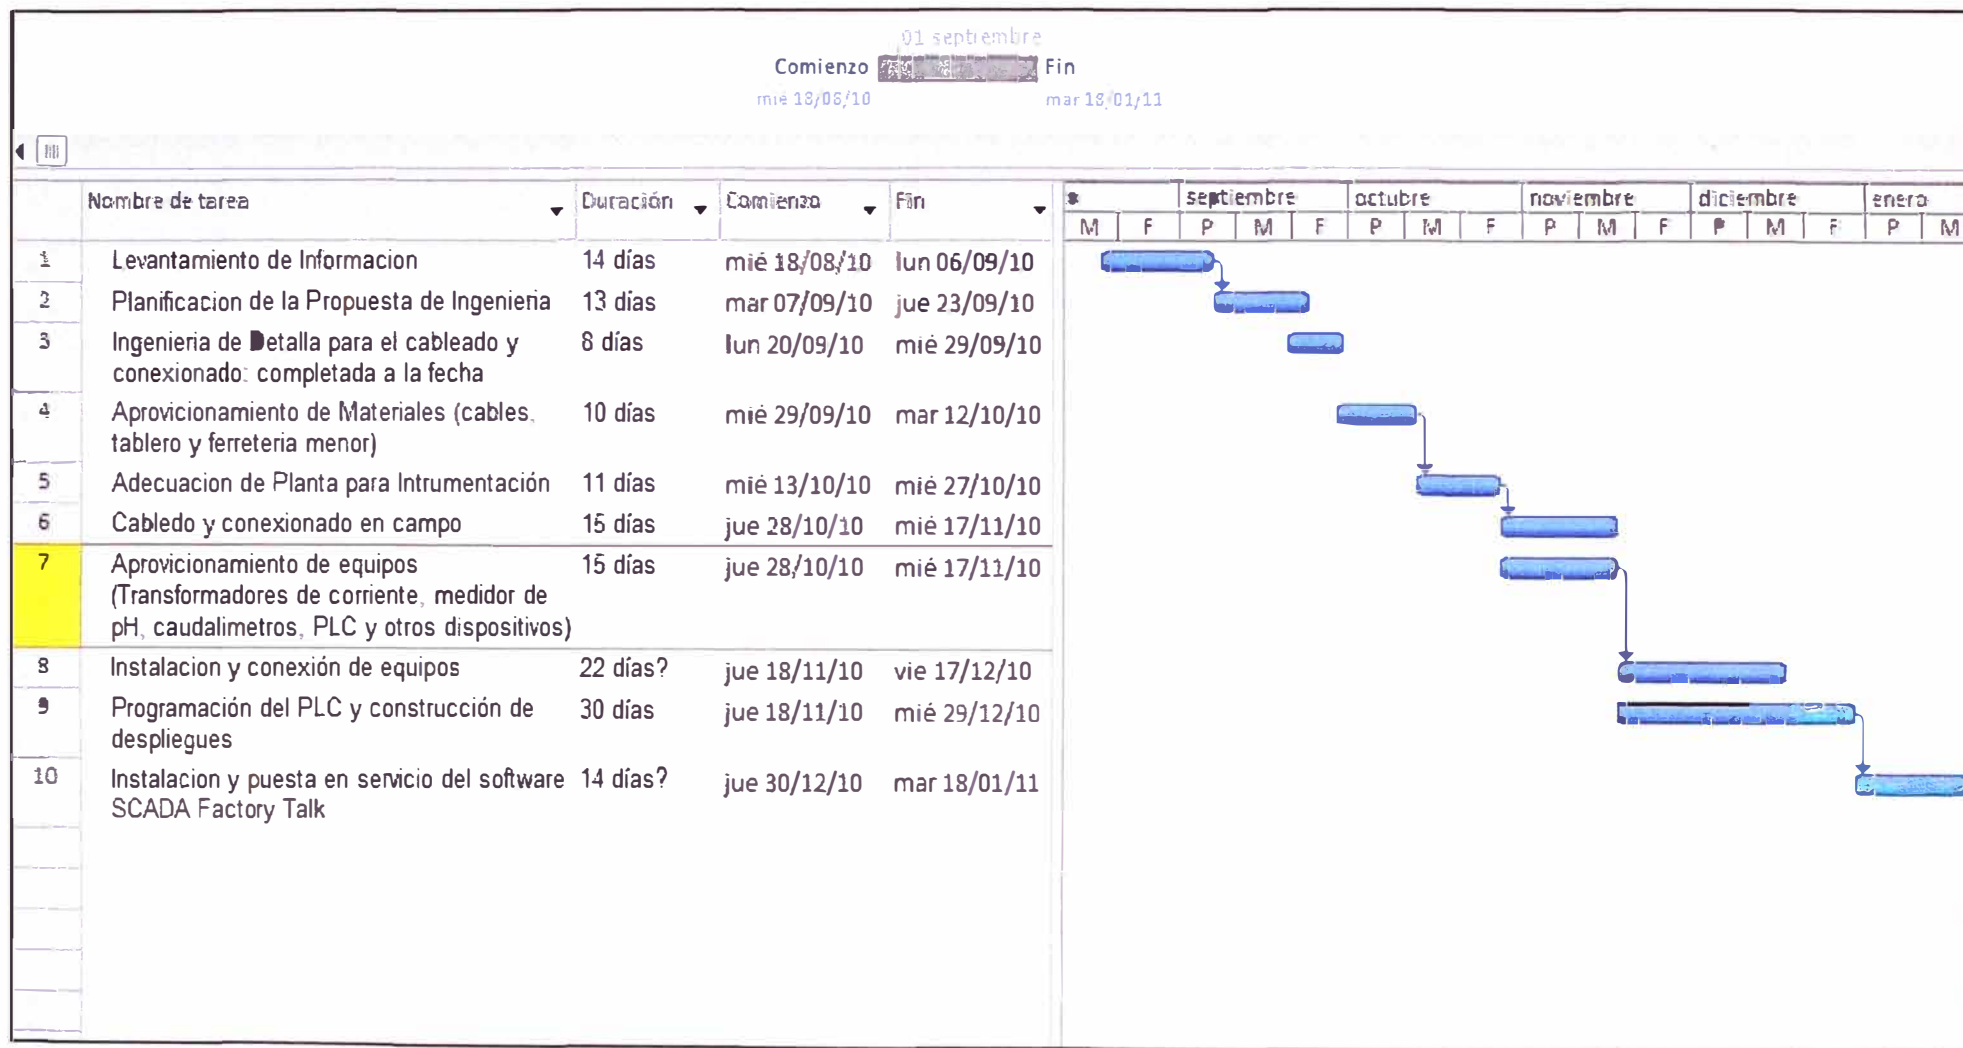 01 septiembre
Comienzo Fin
mié 18/08/10 mar 18/01/11
Nombre de tarea Duración Comienzo Fin septiembre octubre noviembre diciembre enero
M F P M F P M F P M F P M F P M
1 Levantamiento de Informacion 14 días mié 18/08/10 lun 06/09/10
2 Planificacion de la Propuesta de Ingenieria 13 días mar 07/09/10 jue 23/09/10
3 Ingenieria de Detalla para el cableado y 8 días lun 20/09/10 mié 29/09/10
conexionado: completada a la fecha
4 Aprovicionamiento de Materiales (cables, 10 días mié 29/09/10 mar 12/10/10
tablero y ferreteria menor)
5 Adecuacion de Planta para Intrumentación 11 días mié 13/10/10 mié 27/10/10
6 Cabledo y conexionado en campo 15 días jue 28/10/10 mié 17/11/10
7 Aprovicionamiento de equipos 15 días jue 28/10/10 mié 17/11/10
(Transformadores de corriente, medidor de
pH, caudalimetros, PLC y otros dispositivos)
8 Instalacion y conexión de equipos 22 días? jue 18/11/10 vie 17/12/10
9 Programación del PLC y construcción de 30 días jue 18/11/10 mié 29/12/10
despliegues
10 Instalacion y puesta en servicio del software 14 días? jue 30/12/10 mar 18/01/11
SCADA Factory Talk